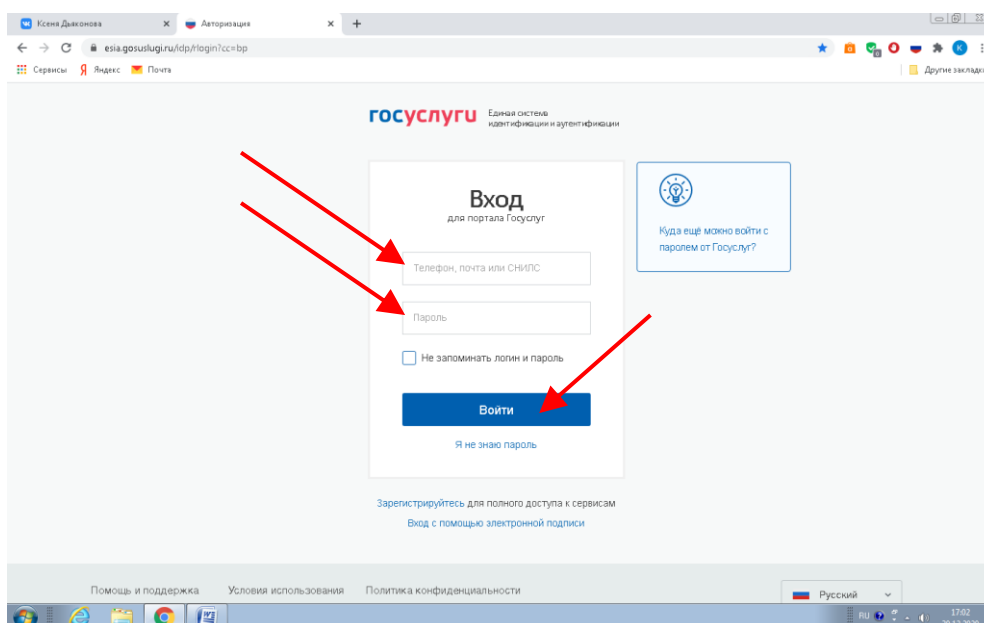 Ксеня Дьяконова
Авторизация
esia.gosuslugi.ru/idp/rlogin?cc=bp
Сервисы Яндекс Почта
Другие закладки
госуслуги
Единая система
идентификации и аутентификации
Вход
для портала Госуслуг
Телефон, почта или СНИЛС
Пароль
Не запоминать логин и пароль
Войти
Я не знаю пароль
Куда ещё можно войти с
паролем от Госуслуг?
Зарегистрируйтесь для полного доступа к сервисам
Вход с помощью электронной подписи
Помощь и поддержка Условия использования Политика конфиденциальности
Русский
RU
17:02